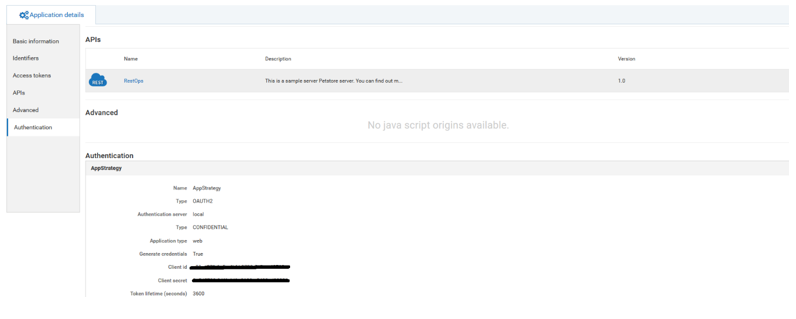 Application details
Basic information
Identifiers
Access tokens
APIs
Advanced
Authentication
APIs
Name Description Version
REST RestOps This is a sample server Petstore server. You can find out m... 1.0
Advanced
No java script origins available.
Authentication
AppStrategy
Name AppStrategy
Type OAUTH2
Authentication server local
Type CONFIDENTIAL
Application type web
Generate credentials True
Client id
Client secret
Token lifetime (seconds) 3600